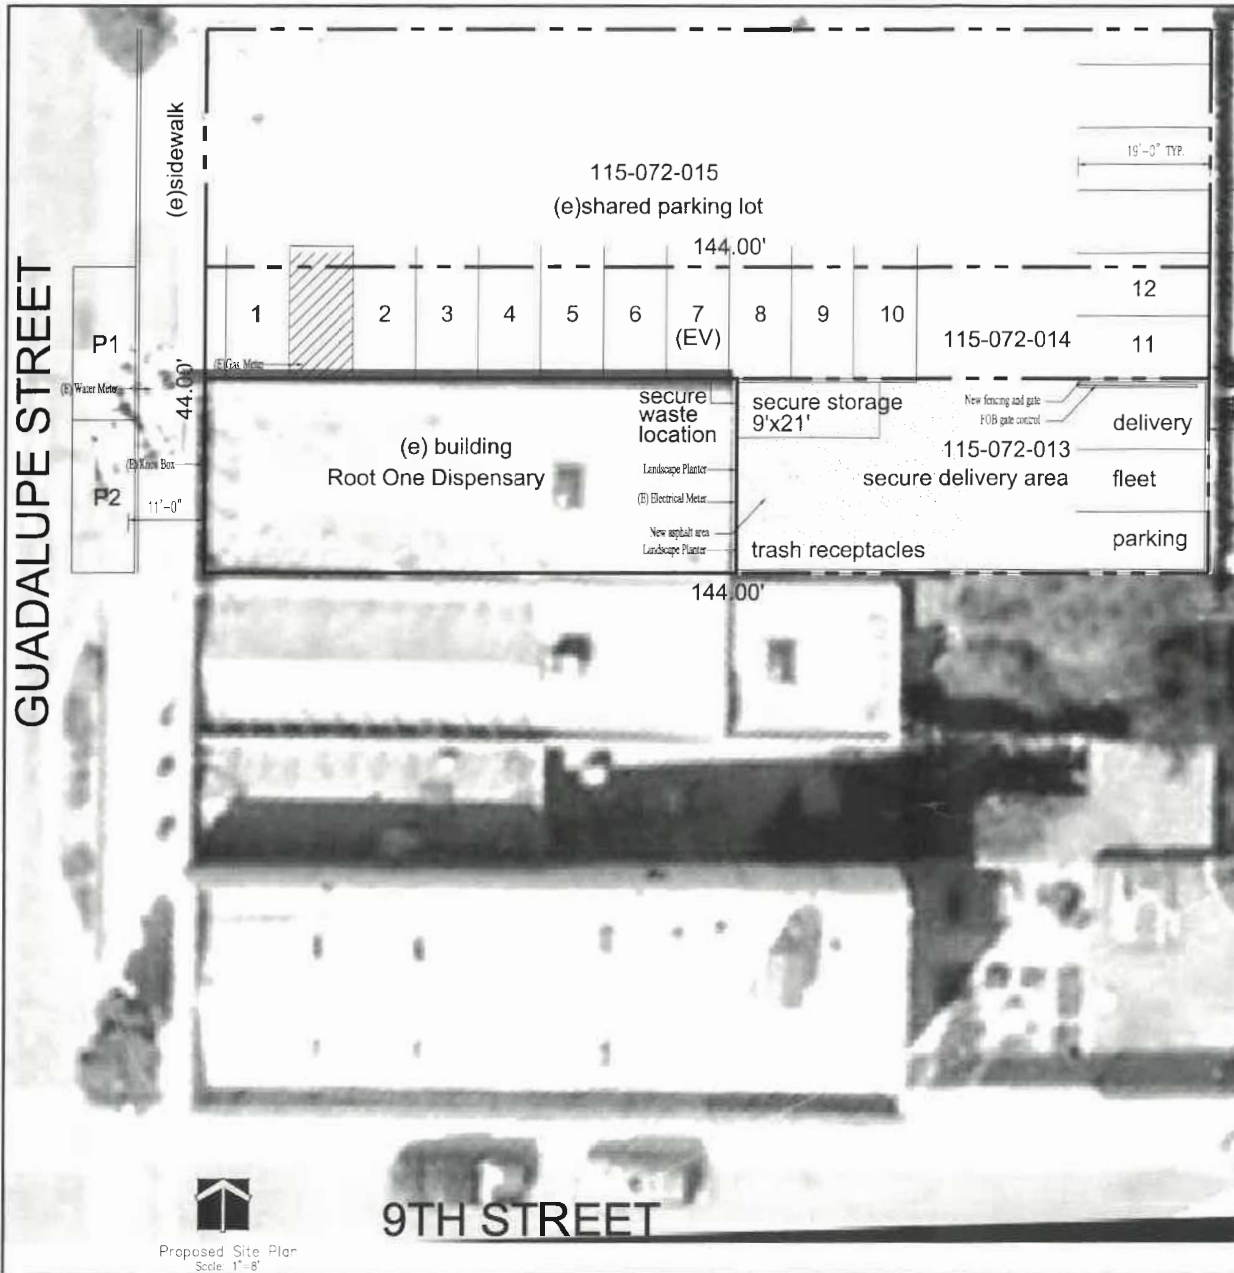 (e)sidewalk
19'-0" TYP.
115-072-015
(e)shared parking lot
144.00'
1
2
3
4
5
6
7
(EV)
8
9
10
12
115-072-014
11
GUADALUPE STREET
P1
(E) Gas Meter
(E) Water Meter
44.00'
secure
waste
location
secure storage
9'x21'
New fencing and gate
FOB gate control
delivery
(e) building
Root One Dispensary
115-072-013
secure delivery area
fleet
(E) Knox Box
P2
11'-0"
Landscape Planter
(E) Electrical Meter
New asphalt area
Landscape Planter
trash receptacles
parking
144.00'
9TH STREET
Proposed Site Plan
Scale: 1"=8'